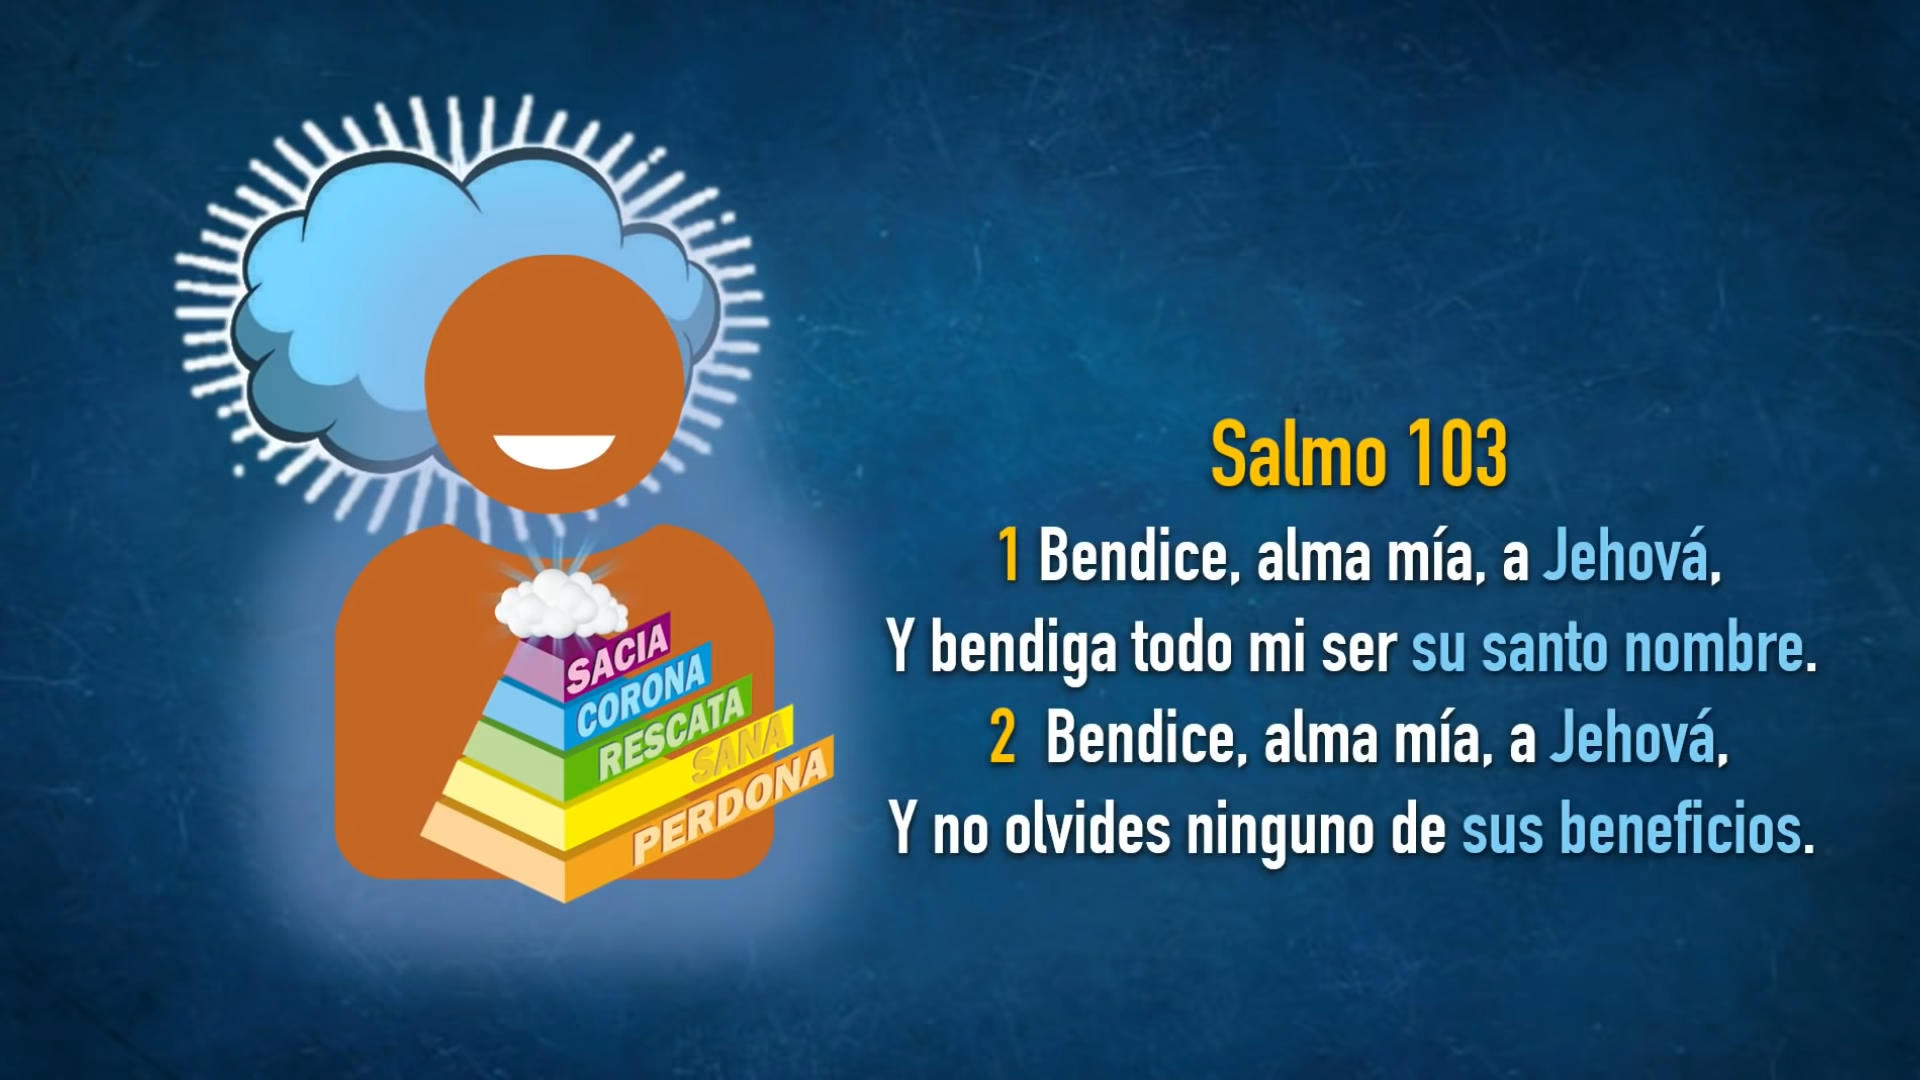 SACIA
CORONA
RESCATA
SANA
PERDONA
Salmo 103
1 Bendice, alma mía, a Jehová,
Y bendiga todo mi ser su santo nombre.
2 Bendice, alma mía, a Jehová,
Y no olvides ninguno de sus beneficios.